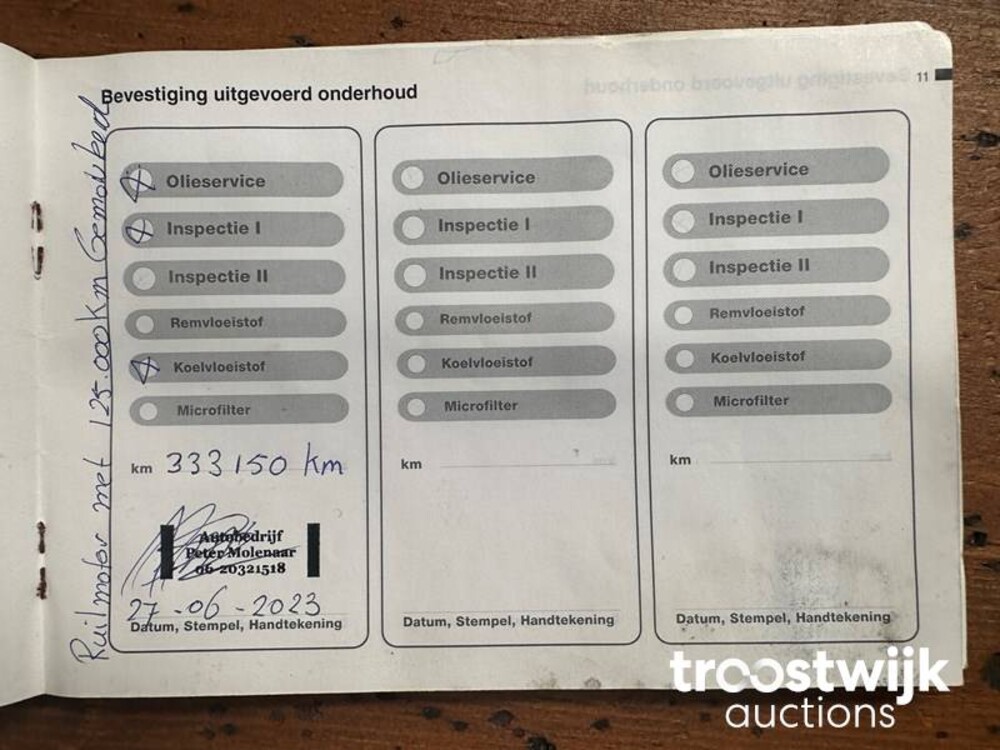 Bevestiging uitgevoerd onderhoud
11
Ruilmotor met 125.000 km Gemonteerd
Olieservice
Inspectie I
Inspectie II
Remvloeistof
Koelvloeistof
Microfilter
km 333150 km
Autobedrijf
Peter Molenaar
06-20321518
27-06-2023
Datum, Stempel, Handtekening
Olieservice
Inspectie I
Inspectie II
Remvloeistof
Koelvloeistof
Microfilter
km
Datum, Stempel, Handtekening
Olieservice
Inspectie I
Inspectie II
Remvloeistof
Koelvloeistof
Microfilter
km
Datum, Stempel, Handtekening
troostwijk
auctions